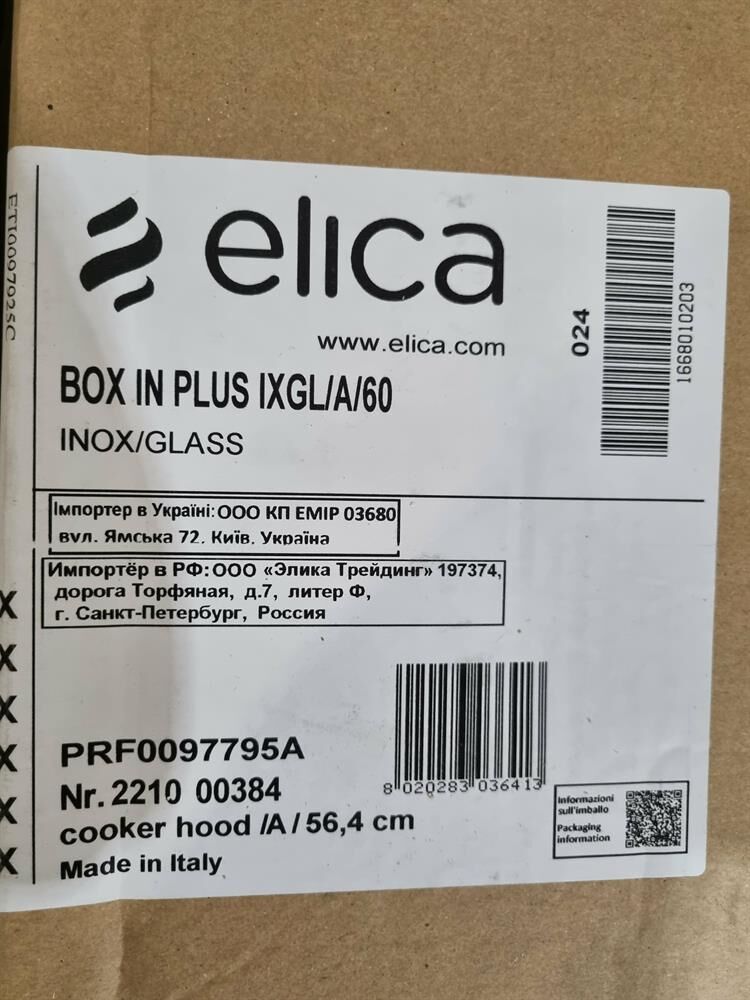 ETI0097925C
elica
www.elica.com
BOX IN PLUS IXGL/A/60
INOX/GLASS
024
1668010203
Імпортер в Україні: ООО КП ЕМІР 03680
вул. Ямська 72. Київ. Україна
Импортёр в РФ: ООО «Элика Трейдинг» 197374,
дорога Торфяная, д.7, литер Ф,
г. Санкт-Петербург, Россия
X
X
X
X
X
X
PRF0097795A
Nr. 2210 00384
cooker hood /A / 56,4 cm
Made in Italy
8 020283 036413
Informazioni
sull'imballo
Packaging
information